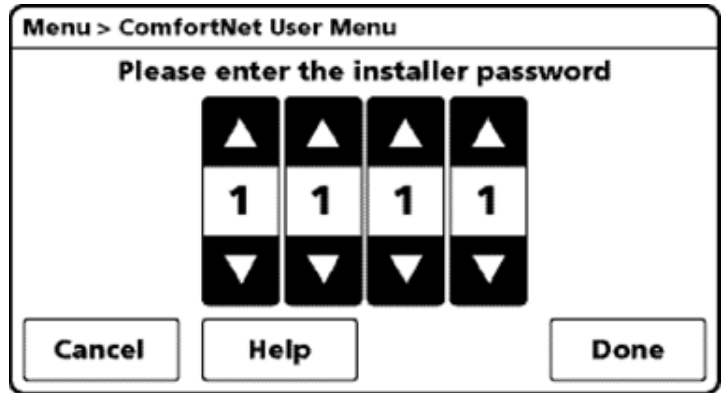 Menu > ComfortNet User Menu
Please enter the installer password
1 1 1 1
Cancel Help Done